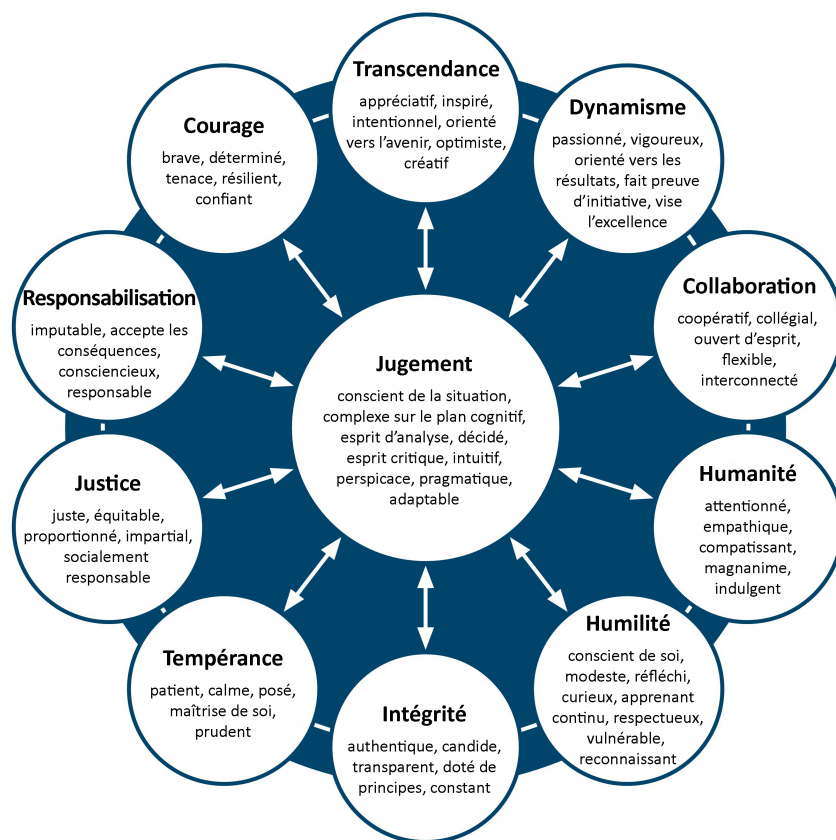 Transcendance
appréciatif, inspiré,
intentionnel, orienté
vers l'avenir, optimiste,
créatif
Dynamisme
passionné, vigoureux,
orienté vers les
résultats, fait preuve
d'initiative, vise
l'excellence
Collaboration
coopératif, collégial,
ouvert d'esprit,
flexible,
interconnecté
Humanité
attentionné,
empathique,
compatissant,
magnanime,
indulgent
Humilité
conscient de soi,
modeste, réfléchi,
curieux, apprenant
continu, respectueux,
vulnérable,
reconnaissant
Intégrité
authentique, candide,
transparent, doté de
principes, constant
Tempérance
patient, calme, posé,
maîtrise de soi,
prudent
Justice
juste, équitable,
proportionné, impartial,
socialement
responsable
Responsabilisation
imputable, accepte les
conséquences,
consciencieux,
responsable
Courage
brave, déterminé,
tenace, résilient,
confiant
Jugement
conscient de la situation,
complexe sur le plan cognitif,
esprit d'analyse, décidé,
esprit critique, intuitif,
perspicace, pragmatique,
adaptable